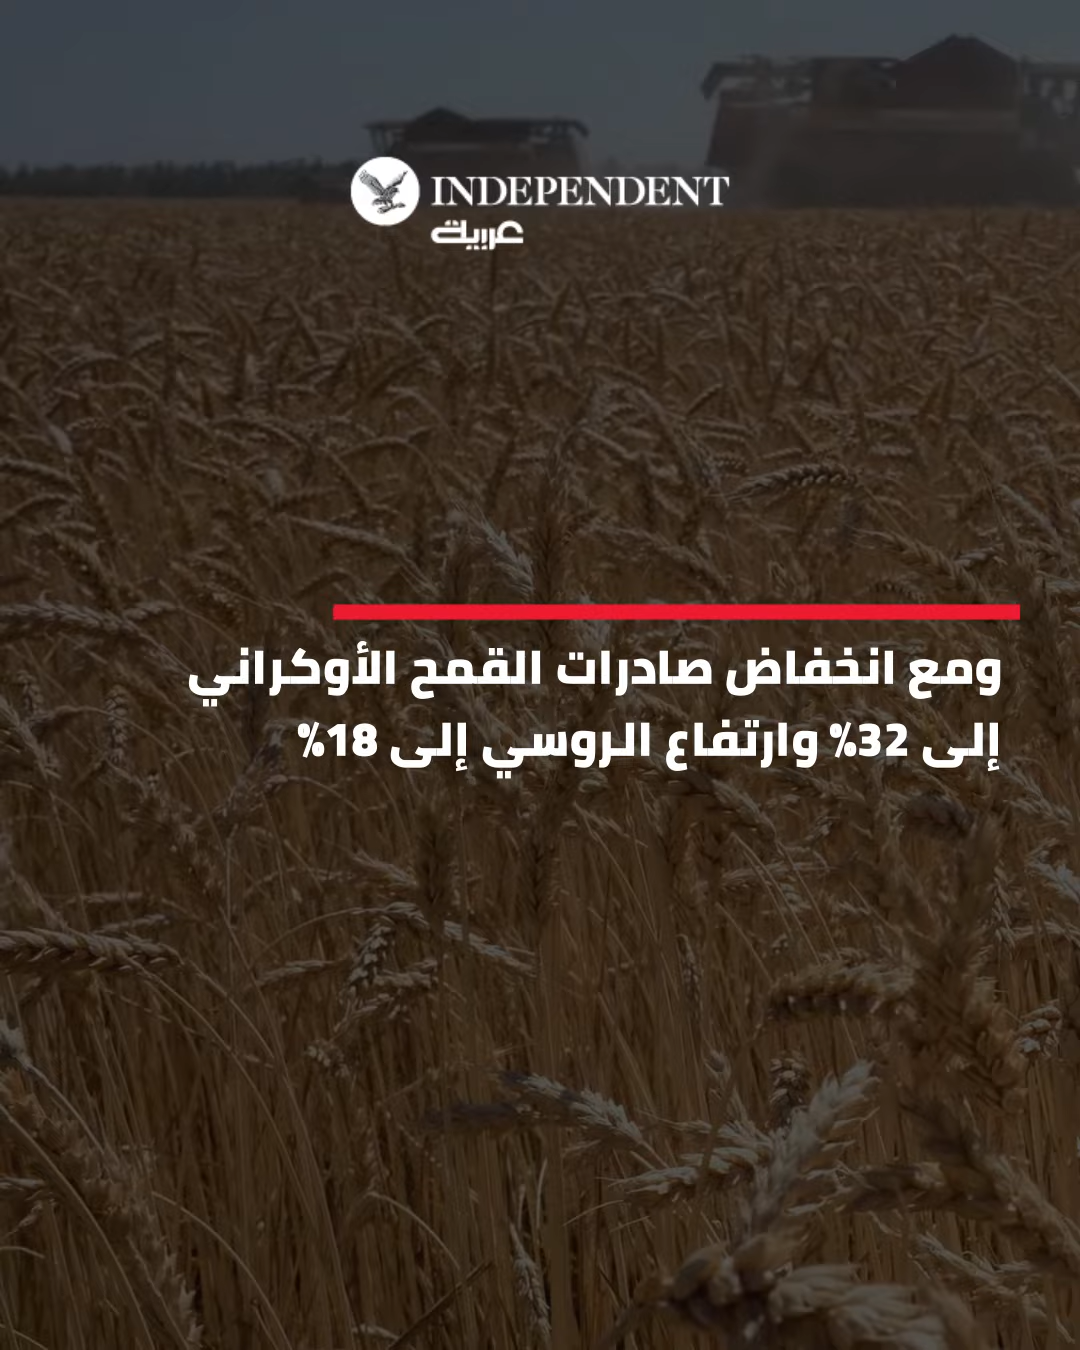 INDEPENDENT
عربية
ومع انخفاض صادرات القمح الأوكراني
إلى 32% وارتفاع الروسي إلى 18%